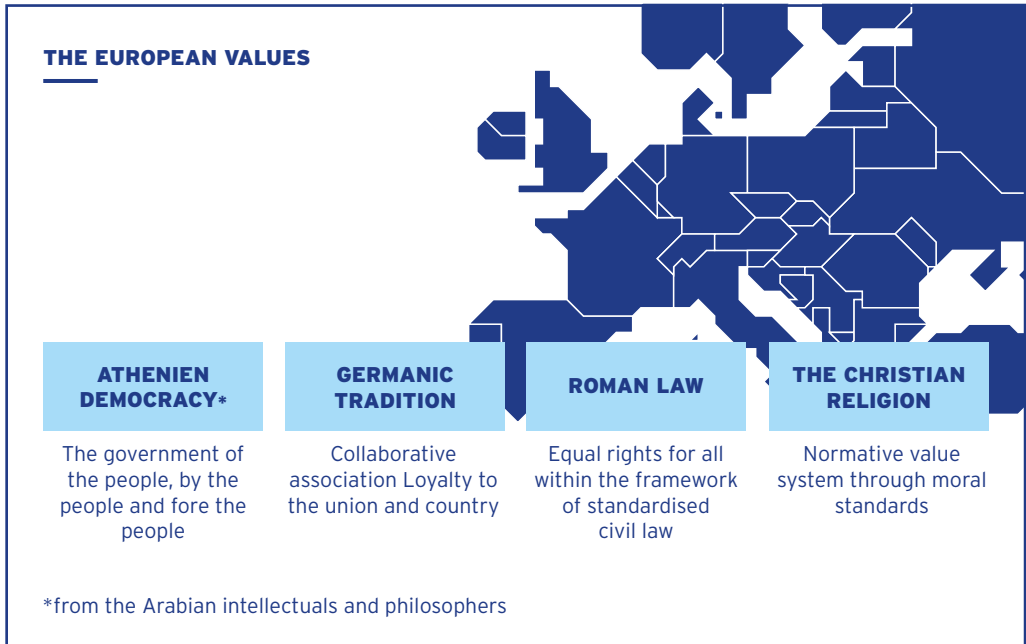 THE EUROPEAN VALUES
ATHENIEN
DEMOCRACY*
The government of
the people, by the
people and fore the
people
GERMANIC
TRADITION
Collaborative
association Loyalty to
the union and country
ROMAN LAW
Equal rights for all
within the framework
of standardised
civil law
THE CHRISTIAN
RELIGION
Normative value
system through moral
standards
*from the Arabian intellectuals and philosophers